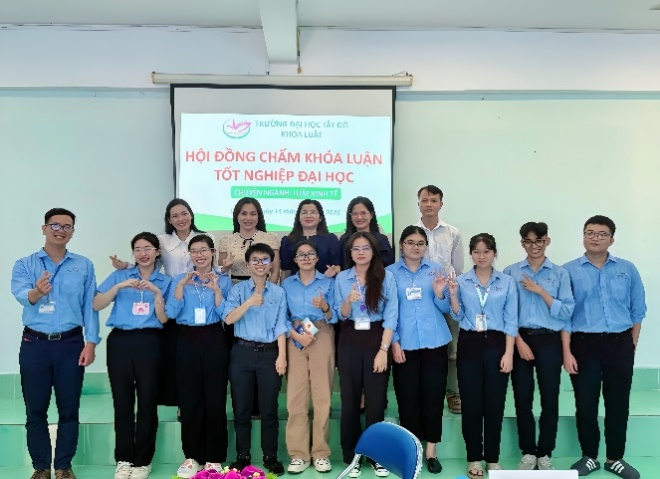 TRƯỜNG ĐẠI HỌC TÂY ĐÔ
KHOA LUẬT
HỘI ĐỒNG CHẤM KHÓA LUẬN
TỐT NGHIỆP ĐẠI HỌC
CHUYÊN NGÀNH: LUẬT KINH TẾ